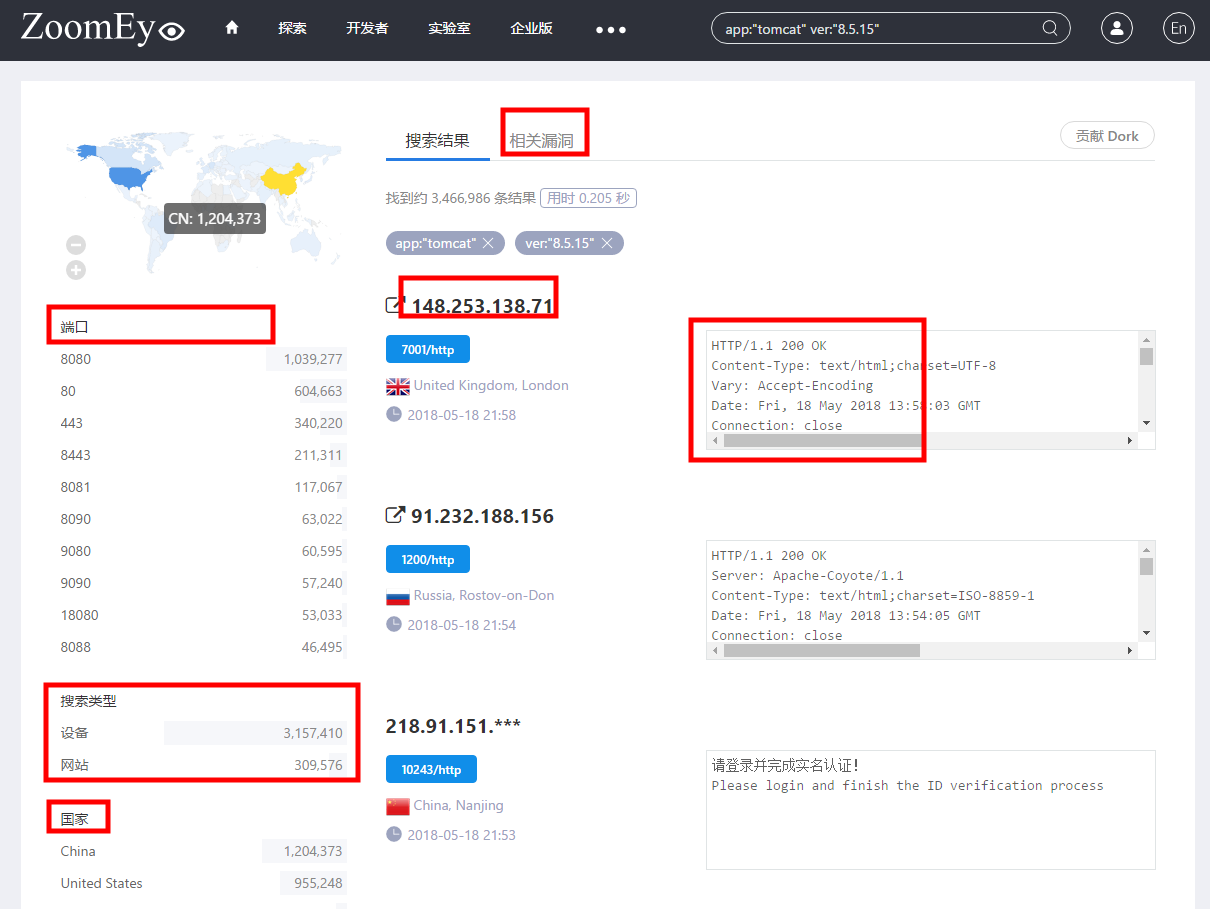 ZoomEye
探索
开发者
实验室
企业版
app:"tomcat" ver:"8.5.15"
En
CN: 1,204,373
端口
8080 1,039,277
80 604,663
443 340,220
8443 211,311
8081 117,067
8090 63,022
9080 60,595
9090 57,240
18080 53,033
8088 46,495
搜索类型
设备 3,157,410
网站 309,576
国家
China 1,204,373
United States 955,248
搜索结果
相关漏洞
贡献 Dork
找到约 3,466,986 条结果 用时 0.205 秒
app:"tomcat"
ver:"8.5.15"
148.253.138.71
7001/http
United Kingdom, London
2018-05-18 21:58
HTTP/1.1 200 OK
Content-Type: text/html;charset=UTF-8
Vary: Accept-Encoding
Date: Fri, 18 May 2018 13:58:03 GMT
Connection: close
91.232.188.156
1200/http
Russia, Rostov-on-Don
2018-05-18 21:54
HTTP/1.1 200 OK
Server: Apache-Coyote/1.1
Content-Type: text/html;charset=ISO-8859-1
Date: Fri, 18 May 2018 13:54:05 GMT
Connection: close
218.91.151.***
10243/http
China, Nanjing
2018-05-18 21:53
请登录并完成实名认证!
Please login and finish the ID verification process